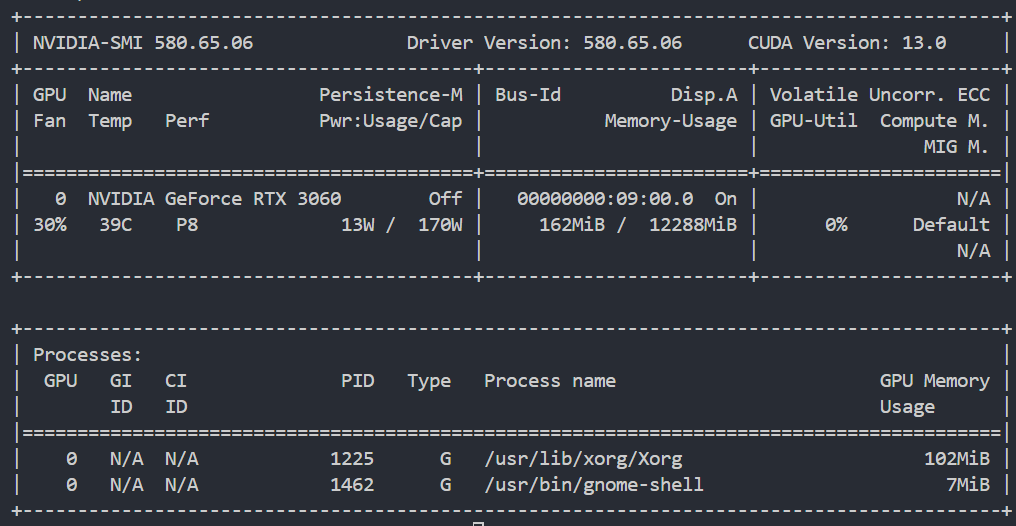 +-----------------------------------------------------------------------------------------+
| NVIDIA-SMI 580.65.06              Driver Version: 580.65.06      CUDA Version: 13.0     |
+-----------------------------------------+------------------------+----------------------+
| GPU  Name                 Persistence-M | Bus-Id          Disp.A | Volatile Uncorr. ECC |
| Fan  Temp   Perf          Pwr:Usage/Cap |           Memory-Usage | GPU-Util  Compute M. |
|                                         |                        |               MIG M. |
|=========================================+========================+======================|
|   0  NVIDIA GeForce RTX 3060        Off |   00000000:09:00.0  On |                  N/A |
| 30%   39C    P8             13W /  170W |     162MiB /  12288MiB |      0%      Default |
|                                         |                        |                  N/A |
+-----------------------------------------+------------------------+----------------------+

+-----------------------------------------------------------------------------------------+
| Processes:                                                                              |
|  GPU   GI   CI              PID   Type   Process name                        GPU Memory |
|        ID   ID                                                               Usage      |
|=========================================================================================|
|    0   N/A  N/A            1225      G   /usr/lib/xorg/Xorg                      102MiB |
|    0   N/A  N/A            1462      G   /usr/bin/gnome-shell                      7MiB |
+-----------------------------------------------------------------------------------------+